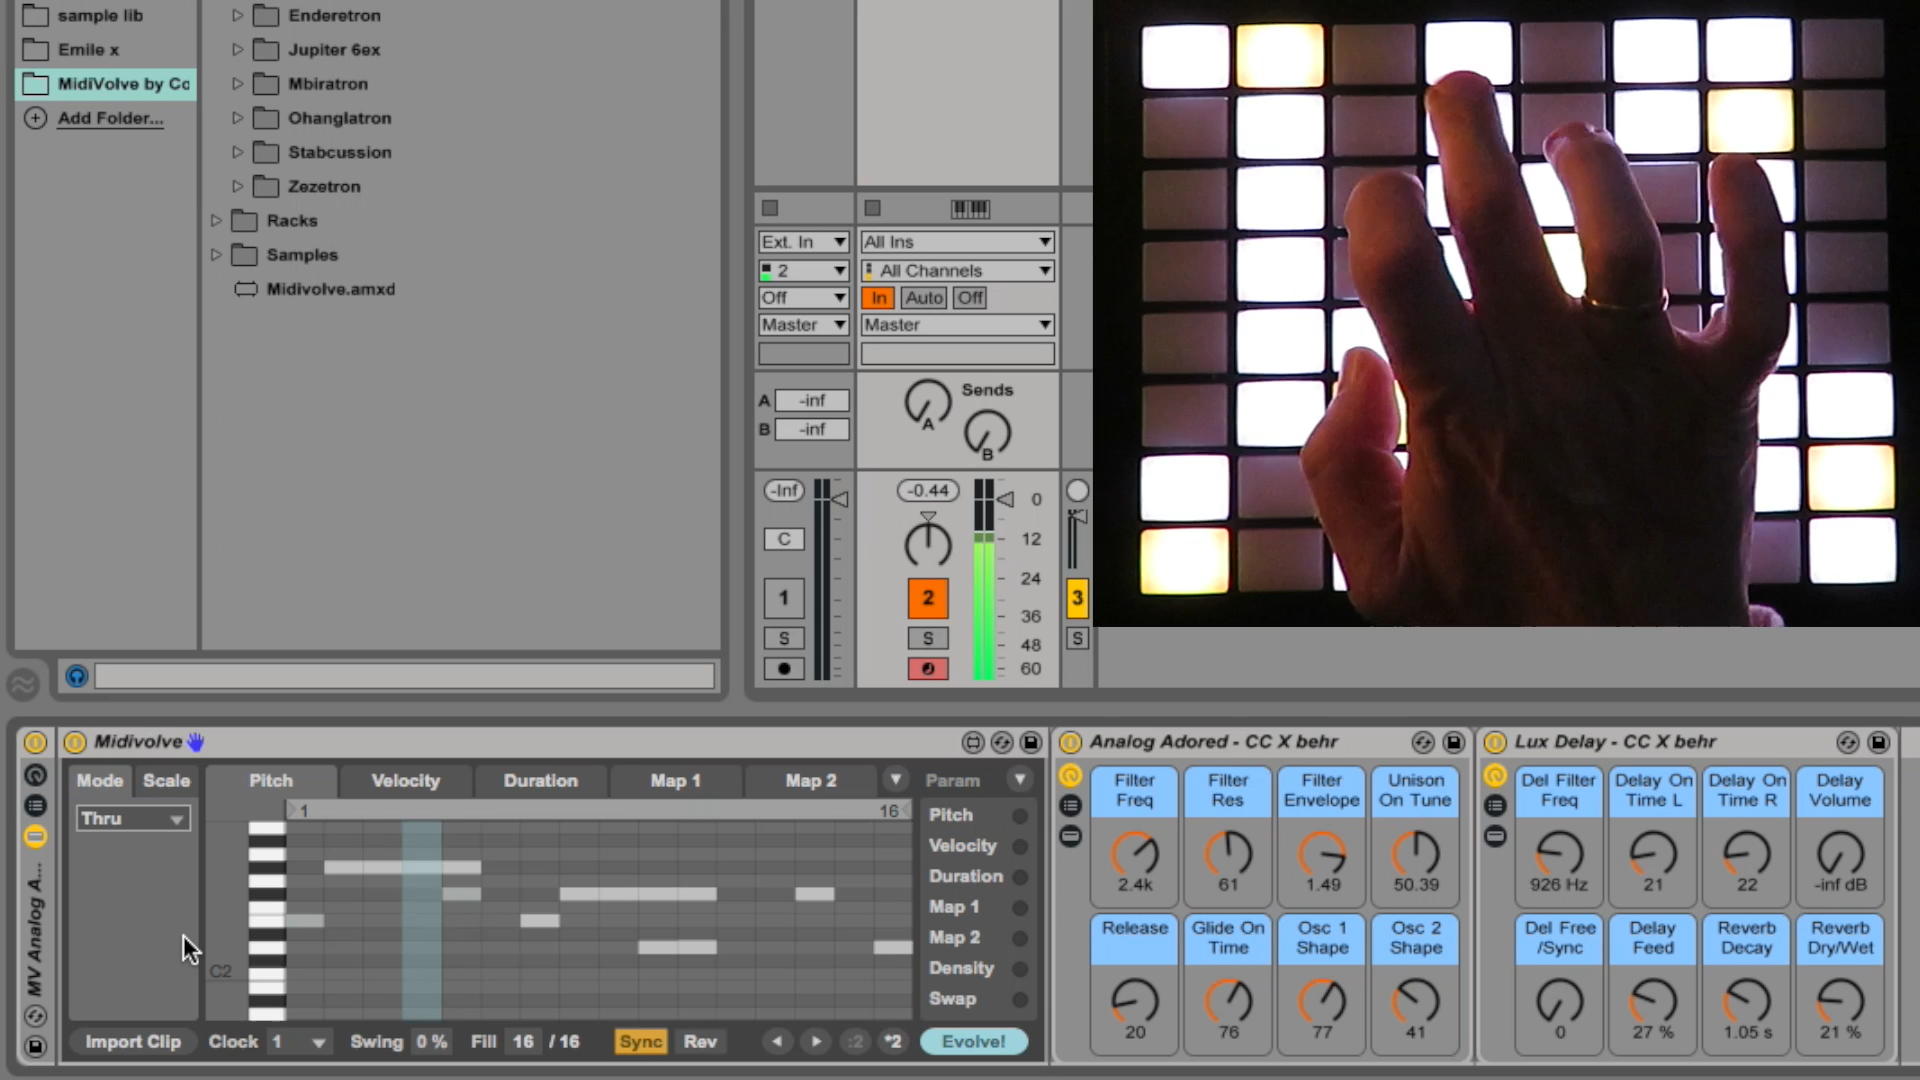 sample lib
Emile x
MidiVolve by Co
Add Folder...
Enderetron
Jupiter 6ex
Mbiratron
Ohanglatron
Stabcussion
Zezetron
Racks
Samples
Midivolve.amxd
Ext. In
2
Off
Master
All Ins
All Channels
In Auto Off
Master
A -inf
B -inf
Sends
A
B
-Inf
C
1
S
-0.44
2
S
0
12
24
36
48
60
3
S
MV Analog A...
Midivolve
Mode Scale
Thru
Pitch Velocity Duration Map 1 Map 2
1 16
C2
Param
Pitch
Velocity
Duration
Map 1
Map 2
Density
Swap
Import Clip Clock 1 Swing 0 % Fill 16 / 16 Sync Rev :2 *2 Evolve!
Analog Adored - CC X behr
Filter Freq
2.4k
Filter Res
61
Filter Envelope
1.49
Unison On Tune
50.39
Release
20
Glide On Time
76
Osc 1 Shape
77
Osc 2 Shape
41
Lux Delay - CC X behr
Del Filter Freq
926 Hz
Delay On Time L
21
Delay On Time R
22
Delay Volume
-inf dB
Del Free /Sync
0
Delay Feed
27 %
Reverb Decay
1.05 s
Reverb Dry/Wet
21 %